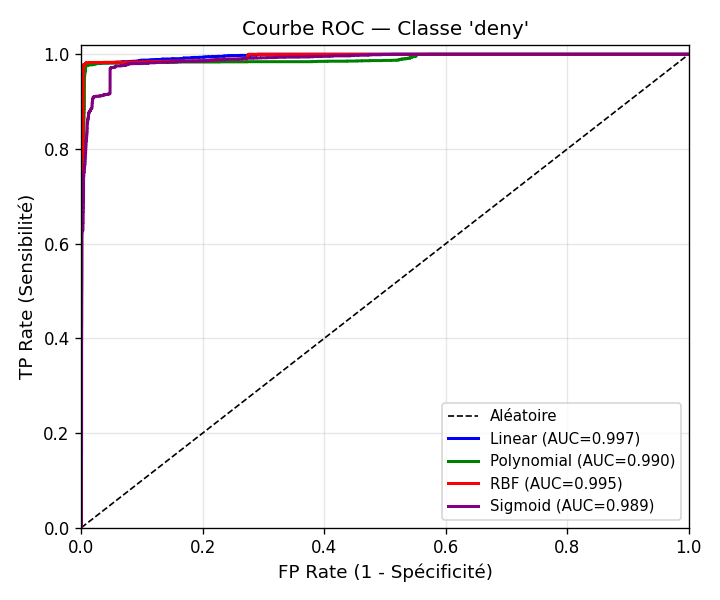 Courbe ROC — Classe 'deny'
TP Rate (Sensibilité)
1.0
0.8
0.6
0.4
0.2
0.0
0.0 0.2 0.4 0.6 0.8 1.0
FP Rate (1 - Spécificité)
Aléatoire
Linear (AUC=0.997)
Polynomial (AUC=0.990)
RBF (AUC=0.995)
Sigmoid (AUC=0.989)